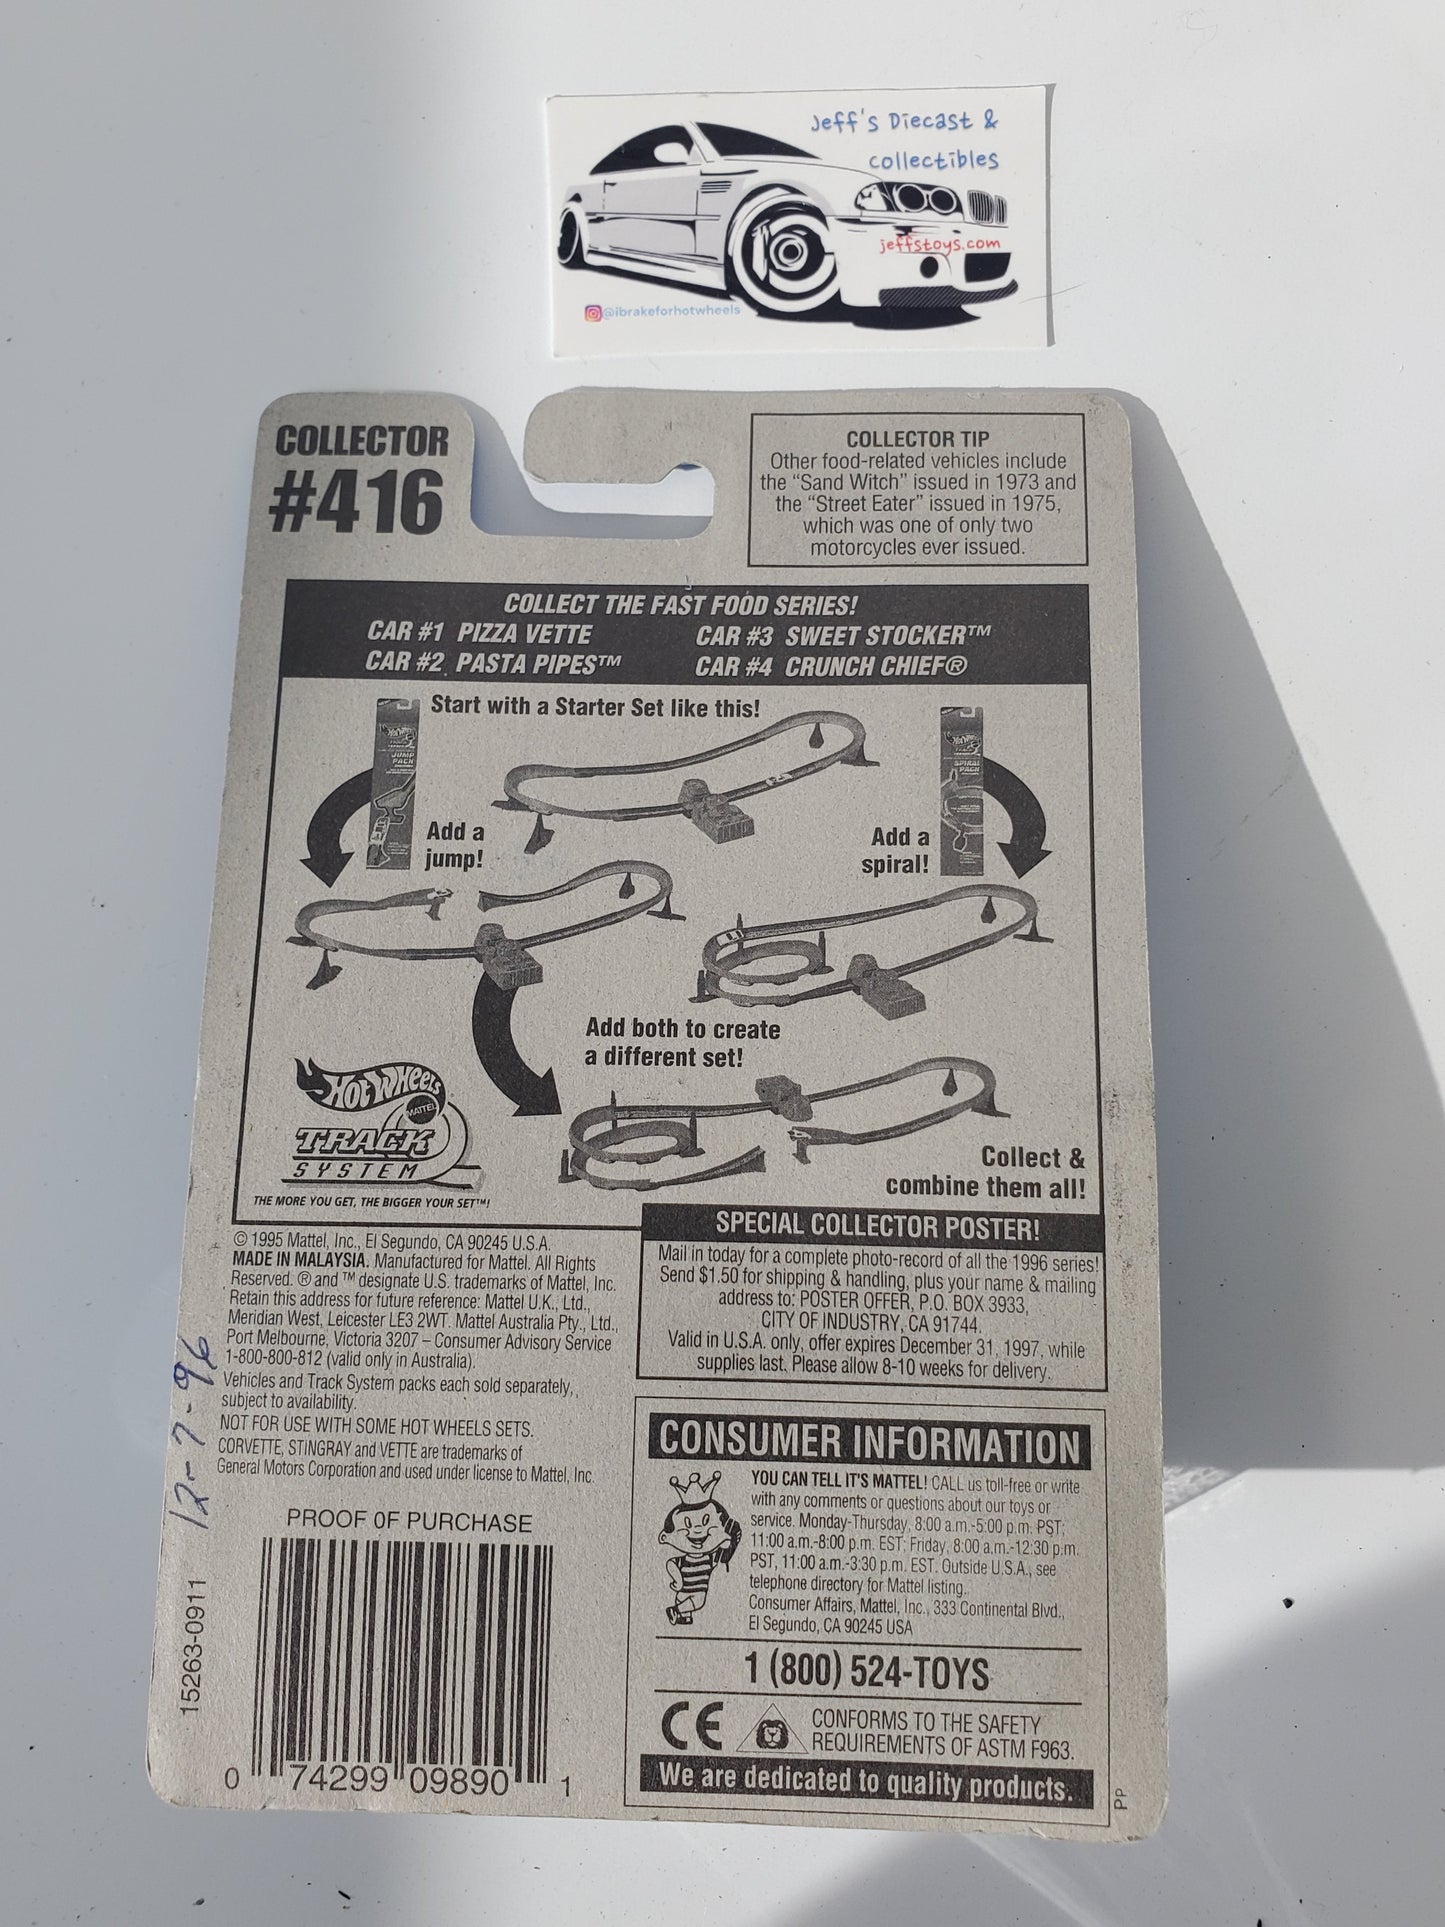 Jeff's Diecast &
collectibles
jeffstoys.com
@ibrakeforhotwheels
COLLECTOR
#416
COLLECTOR TIP
Other food-related vehicles include
the “Sand Witch” issued in 1973 and
the “Street Eater” issued in 1975,
which was one of only two
motorcycles ever issued.
COLLECT THE FAST FOOD SERIES!
CAR #1 PIZZA VETTE
CAR #3 SWEET STOCKER™
CAR #2 PASTA PIPES™
CAR #4 CRUNCH CHIEF®
Start with a Starter Set like this!
JUMP
PACK
SPIRAL
PACK
Add a
jump!
Add a
spiral!
Add both to create
a different set!
HOT WHEELS
MATTEL
TRACK
SYSTEM
THE MORE YOU GET, THE BIGGER YOUR SET™!
Collect &
combine them all!
© 1995 Mattel, Inc., El Segundo, CA 90245 U.S.A.
MADE IN MALAYSIA. Manufactured for Mattel. All Rights
Reserved. ® and ™ designate U.S. trademarks of Mattel, Inc.
Retain this address for future reference: Mattel U.K., Ltd.,
Meridian West, Leicester LE3 2WT. Mattel Australia Pty., Ltd.,
Port Melbourne, Victoria 3207 – Consumer Advisory Service
1-800-800-812 (valid only in Australia).
Vehicles and Track System packs each sold separately,
subject to availability.
NOT FOR USE WITH SOME HOT WHEELS SETS.
CORVETTE, STINGRAY and VETTE are trademarks of
General Motors Corporation and used under license to Mattel, Inc.
12-7-96
SPECIAL COLLECTOR POSTER!
Mail in today for a complete photo-record of all the 1996 series!
Send $1.50 for shipping & handling, plus your name & mailing
address to: POSTER OFFER, P.O. BOX 3933,
CITY OF INDUSTRY, CA 91744.
Valid in U.S.A. only, offer expires December 31, 1997, while
supplies last. Please allow 8-10 weeks for delivery.
PROOF OF PURCHASE
15263-0911
0 74299 09890 1
CONSUMER INFORMATION
YOU CAN TELL IT'S MATTEL! CALL us toll-free or write
with any comments or questions about our toys or
service. Monday-Thursday, 8:00 a.m.-5:00 p.m. PST;
11:00 a.m.-8:00 p.m. EST; Friday, 8:00 a.m.-12:30 p.m.
PST, 11:00 a.m.-3:30 p.m. EST. Outside U.S.A., see
telephone directory for Mattel listing.
Consumer Affairs, Mattel, Inc., 333 Continental Blvd.,
El Segundo, CA 90245 USA
1 (800) 524-TOYS
CE
CONFORMS TO THE SAFETY
REQUIREMENTS OF ASTM F963.
We are dedicated to quality products.
PP